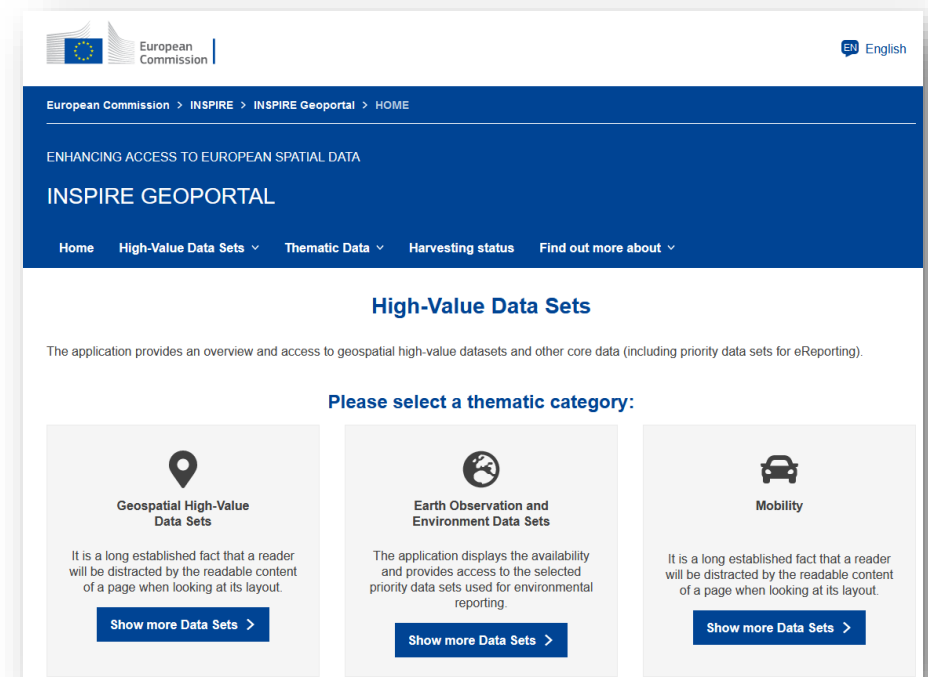 European
Commission
EN English
European Commission > INSPIRE > INSPIRE Geoportal > HOME
ENHANCING ACCESS TO EUROPEAN SPATIAL DATA
INSPIRE GEOPORTAL
Home High-Value Data Sets Thematic Data Harvesting status Find out more about
High-Value Data Sets
The application provides an overview and access to geospatial high-value datasets and other core data (including priority data sets for eReporting).
Please select a thematic category:
Geospatial High-Value
Data Sets
It is a long established fact that a reader
will be distracted by the readable content
of a page when looking at its layout.
Show more Data Sets >
Earth Observation and
Environment Data Sets
The application displays the availability
and provides access to the selected
priority data sets used for environmental
reporting.
Show more Data Sets >
Mobility
It is a long established fact that a reader
will be distracted by the readable content
of a page when looking at its layout.
Show more Data Sets >